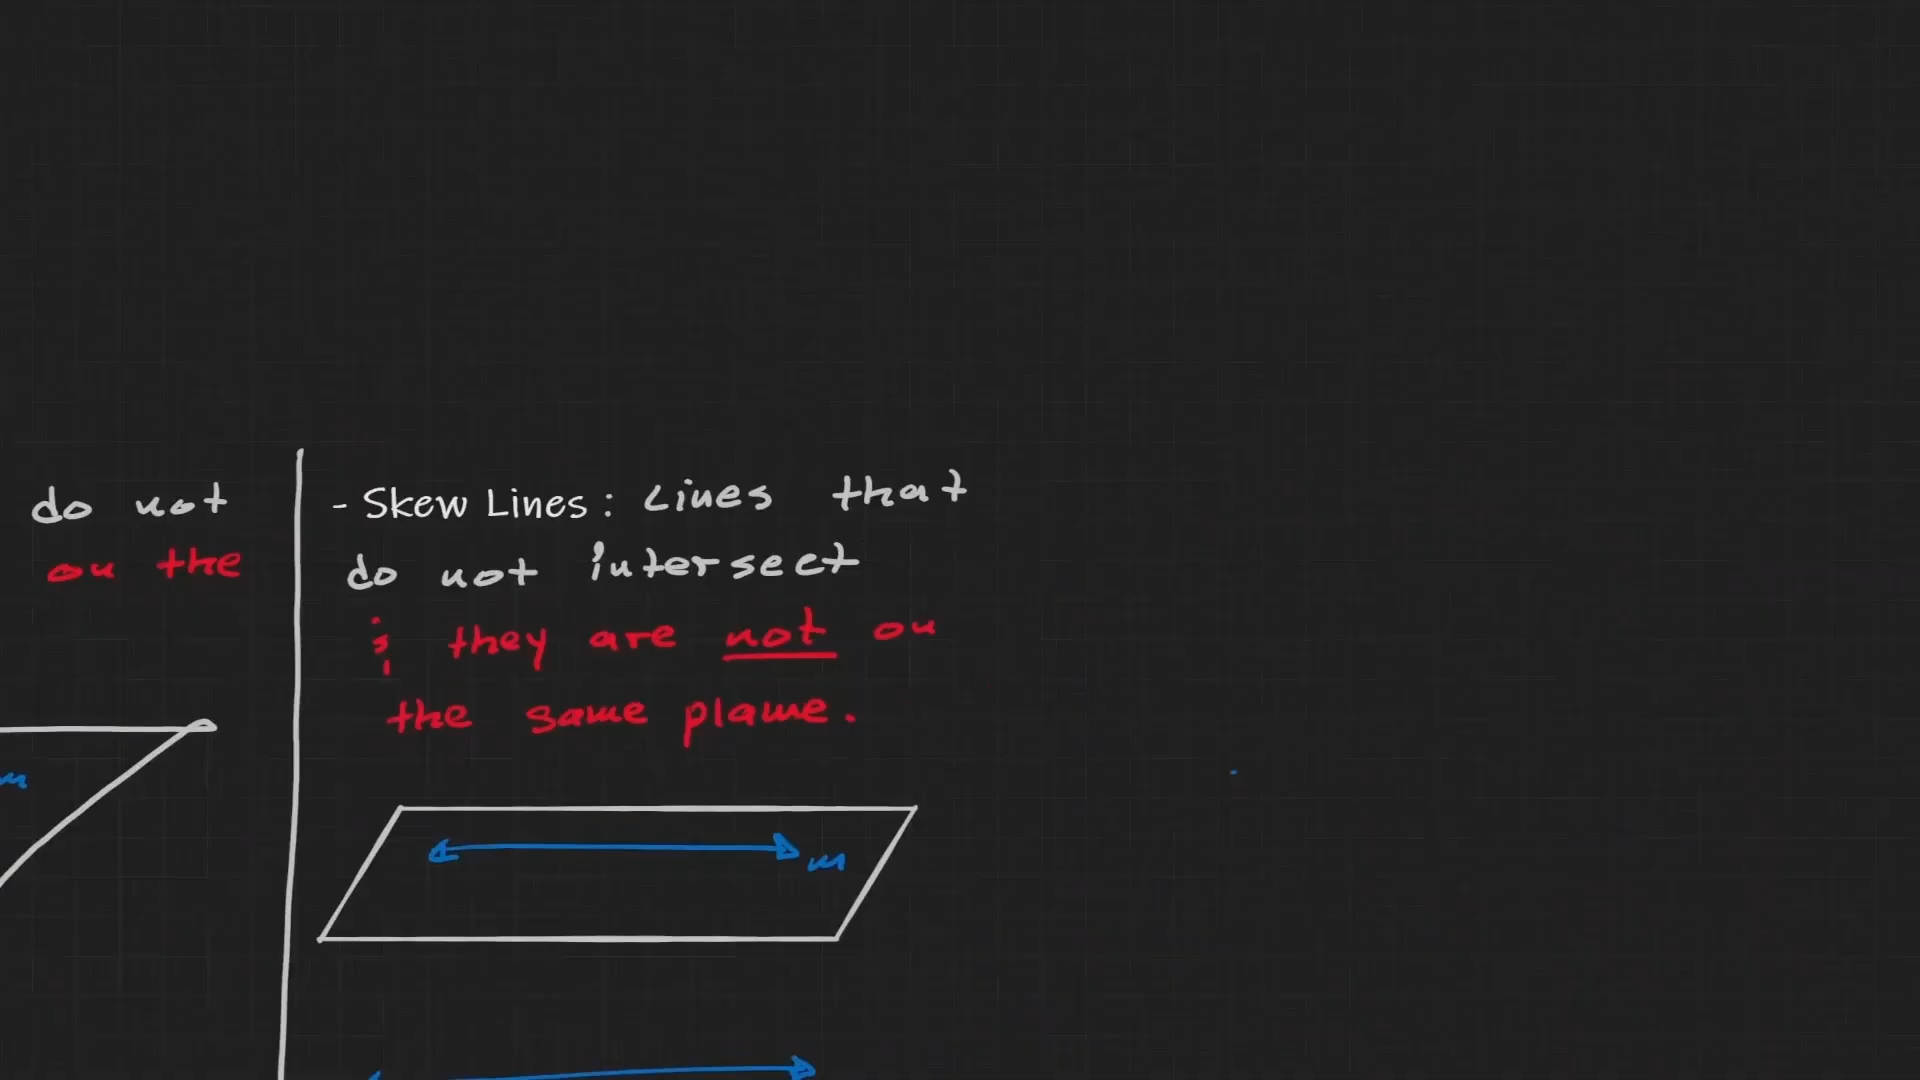 do not
on the
m
- Skew Lines : Lines that
do not intersect
& they are not on
the same plane.
m